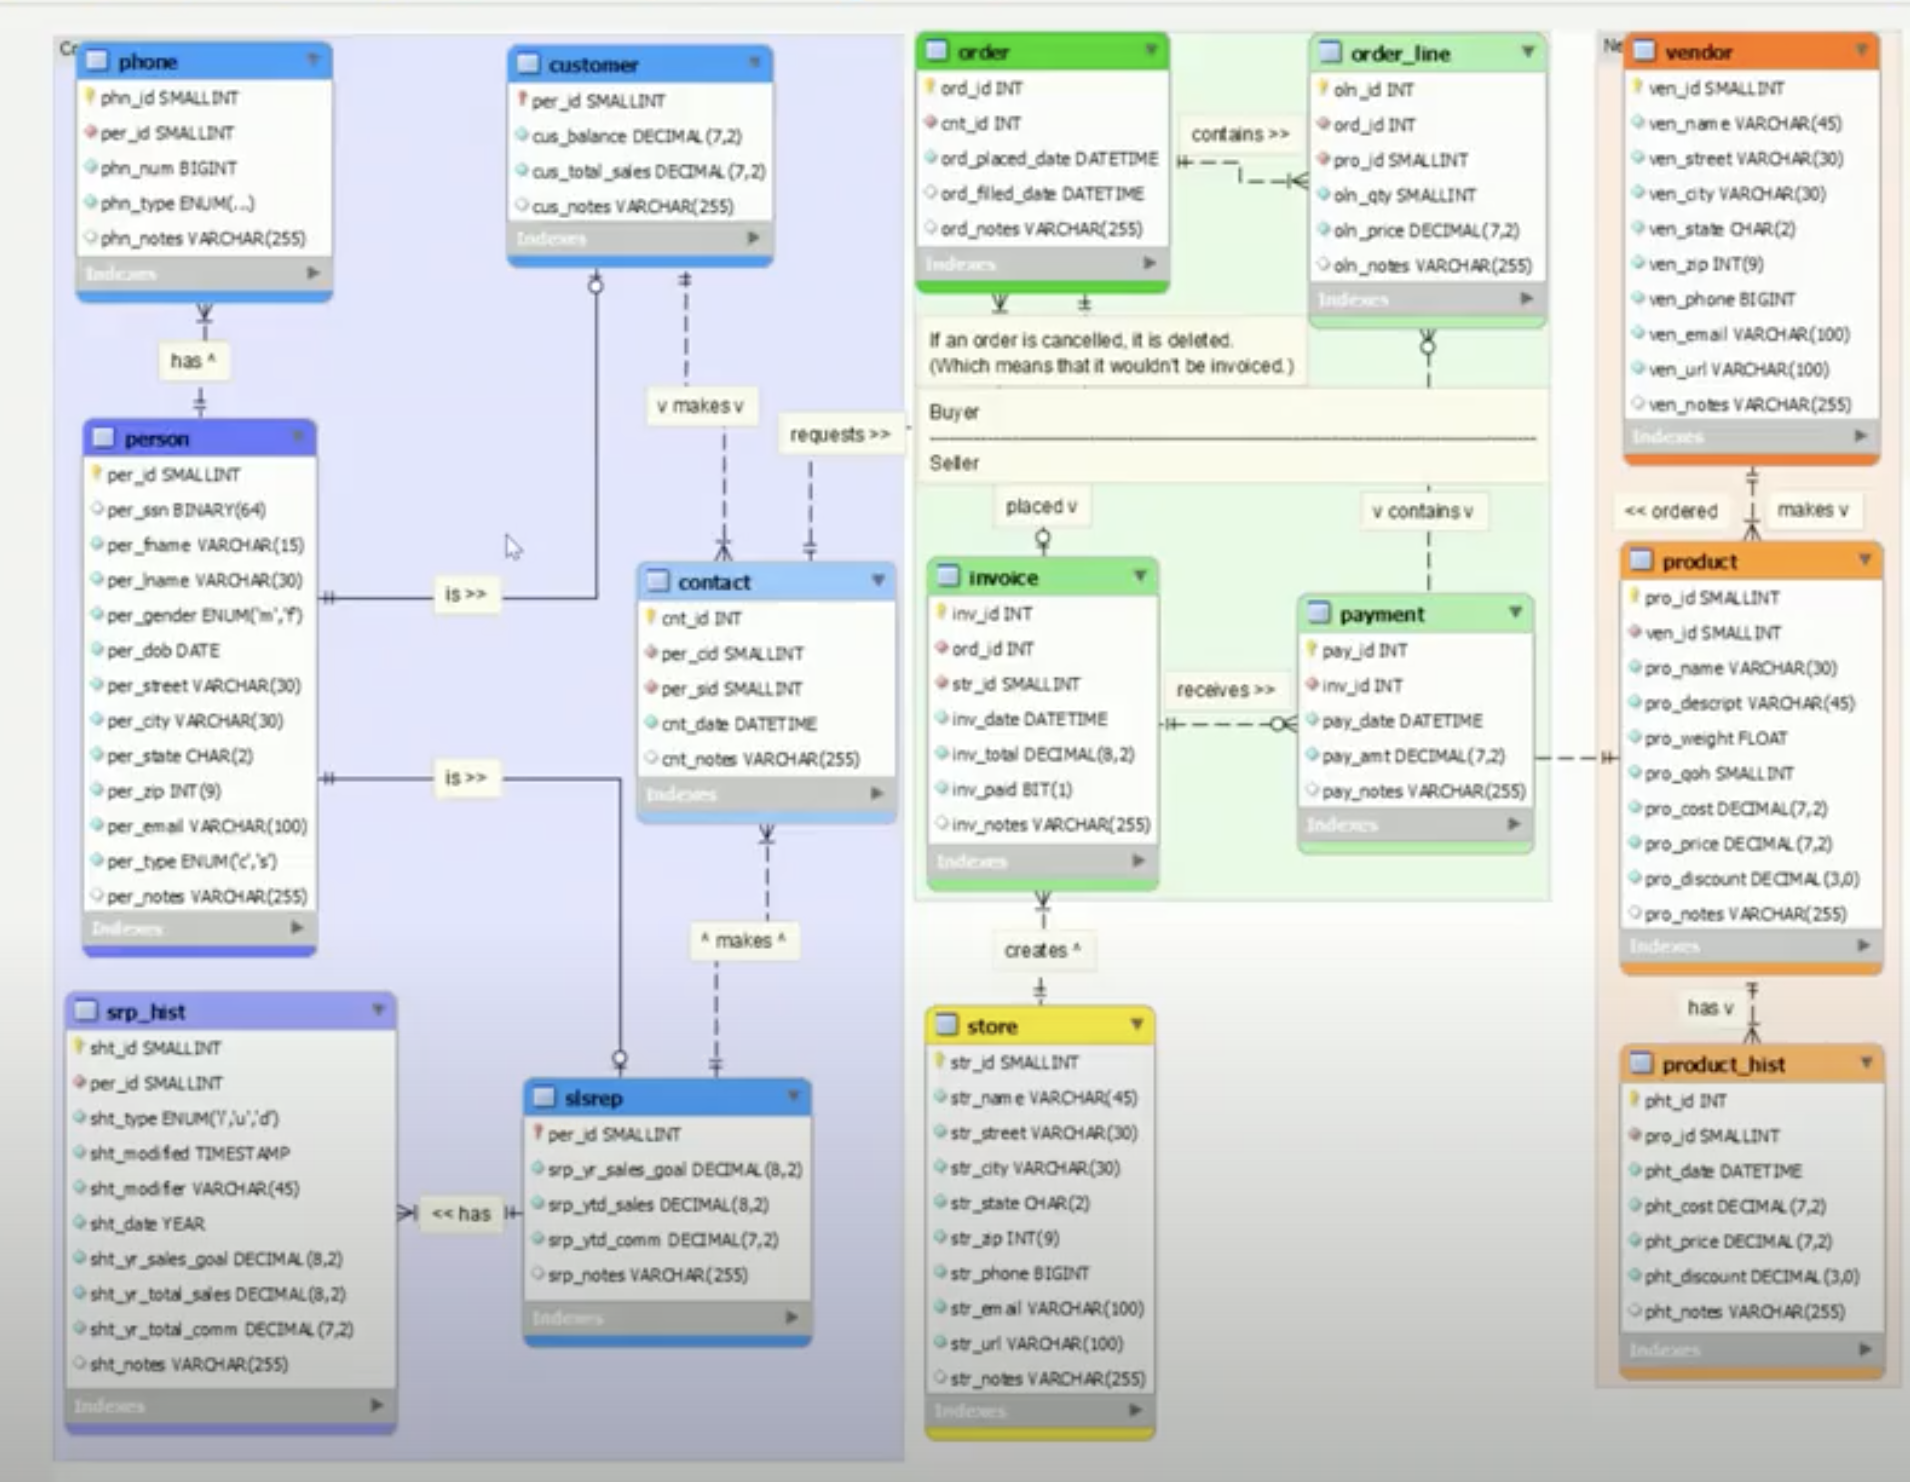 Co
phone
phn_id SMALLINT
per_id SMALLINT
phn_num BIGINT
phn_type ENUM(...)
phn_notes VARCHAR(255)
Indexes
has ^
person
per_id SMALLINT
per_ssn BINARY(64)
per_fname VARCHAR(15)
per_lname VARCHAR(30)
per_gender ENUM('m','f')
per_dob DATE
per_street VARCHAR(30)
per_city VARCHAR(30)
per_state CHAR(2)
per_zip INT(9)
per_email VARCHAR(100)
per_type ENUM('c','s')
per_notes VARCHAR(255)
Indexes
srp_hist
sht_id SMALLINT
per_id SMALLINT
sht_type ENUM('i','u','d')
sht_modified TIMESTAMP
sht_modifier VARCHAR(45)
sht_date YEAR
sht_yr_sales_goal DECIMAL(8,2)
sht_yr_total_sales DECIMAL(8,2)
sht_yr_total_comm DECIMAL(7,2)
sht_notes VARCHAR(255)
Indexes
customer
per_id SMALLINT
cus_balance DECIMAL(7,2)
cus_total_sales DECIMAL(7,2)
cus_notes VARCHAR(255)
Indexes
v makes v
requests >>
is >>
is >>
contact
cnt_id INT
per_cid SMALLINT
per_sid SMALLINT
cnt_date DATETIME
cnt_notes VARCHAR(255)
Indexes
^ makes ^
slsrep
per_id SMALLINT
srp_yr_sales_goal DECIMAL(8,2)
srp_ytd_sales DECIMAL(8,2)
srp_ytd_comm DECIMAL(7,2)
srp_notes VARCHAR(255)
Indexes
<< has
order
ord_id INT
cnt_id INT
ord_placed_date DATETIME
ord_filled_date DATETIME
ord_notes VARCHAR(255)
Indexes
contains >>
order_line
oln_id INT
ord_id INT
pro_id SMALLINT
oln_qty SMALLINT
oln_price DECIMAL(7,2)
oln_notes VARCHAR(255)
Indexes
If an order is cancelled, it is deleted.
(Which means that it wouldn't be invoiced.)
Buyer
Seller
placed v
v contains v
invoice
inv_id INT
ord_id INT
str_id SMALLINT
inv_date DATETIME
inv_total DECIMAL(8,2)
inv_paid BIT(1)
inv_notes VARCHAR(255)
Indexes
receives >>
payment
pay_id INT
inv_id INT
pay_date DATETIME
pay_amt DECIMAL(7,2)
pay_notes VARCHAR(255)
Indexes
creates ^
store
str_id SMALLINT
str_name VARCHAR(45)
str_street VARCHAR(30)
str_city VARCHAR(30)
str_state CHAR(2)
str_zip INT(9)
str_phone BIGINT
str_email VARCHAR(100)
str_url VARCHAR(100)
str_notes VARCHAR(255)
Indexes
Ne
vendor
ven_id SMALLINT
ven_name VARCHAR(45)
ven_street VARCHAR(30)
ven_city VARCHAR(30)
ven_state CHAR(2)
ven_zip INT(9)
ven_phone BIGINT
ven_email VARCHAR(100)
ven_url VARCHAR(100)
ven_notes VARCHAR(255)
Indexes
<< ordered
makes v
product
pro_id SMALLINT
ven_id SMALLINT
pro_name VARCHAR(30)
pro_descript VARCHAR(45)
pro_weight FLOAT
pro_qoh SMALLINT
pro_cost DECIMAL(7,2)
pro_price DECIMAL(7,2)
pro_discount DECIMAL(3,0)
pro_notes VARCHAR(255)
Indexes
has v
product_hist
pht_id INT
pro_id SMALLINT
pht_date DATETIME
pht_cost DECIMAL(7,2)
pht_price DECIMAL(7,2)
pht_discount DECIMAL(3,0)
pht_notes VARCHAR(255)
Indexes